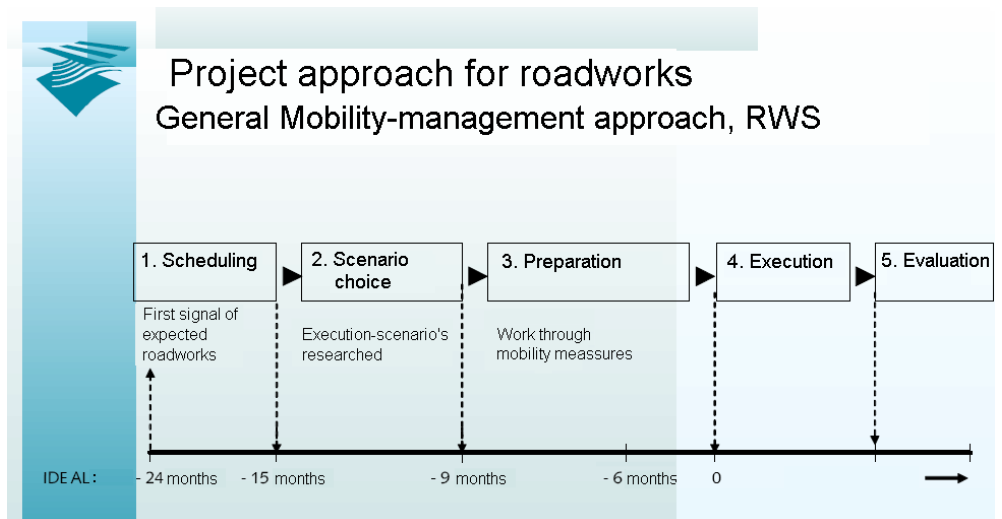 Project approach for roadworks
General Mobility-management approach, RWS
1. Scheduling
2. Scenario
choice
3. Preparation
4. Execution
5. Evaluation
First signal of
expected
roadworks
Execution-scenario's
researched
Work through
mobility meassures
IDEAL:
- 24 months
- 15 months
- 9 months
- 6 months
0